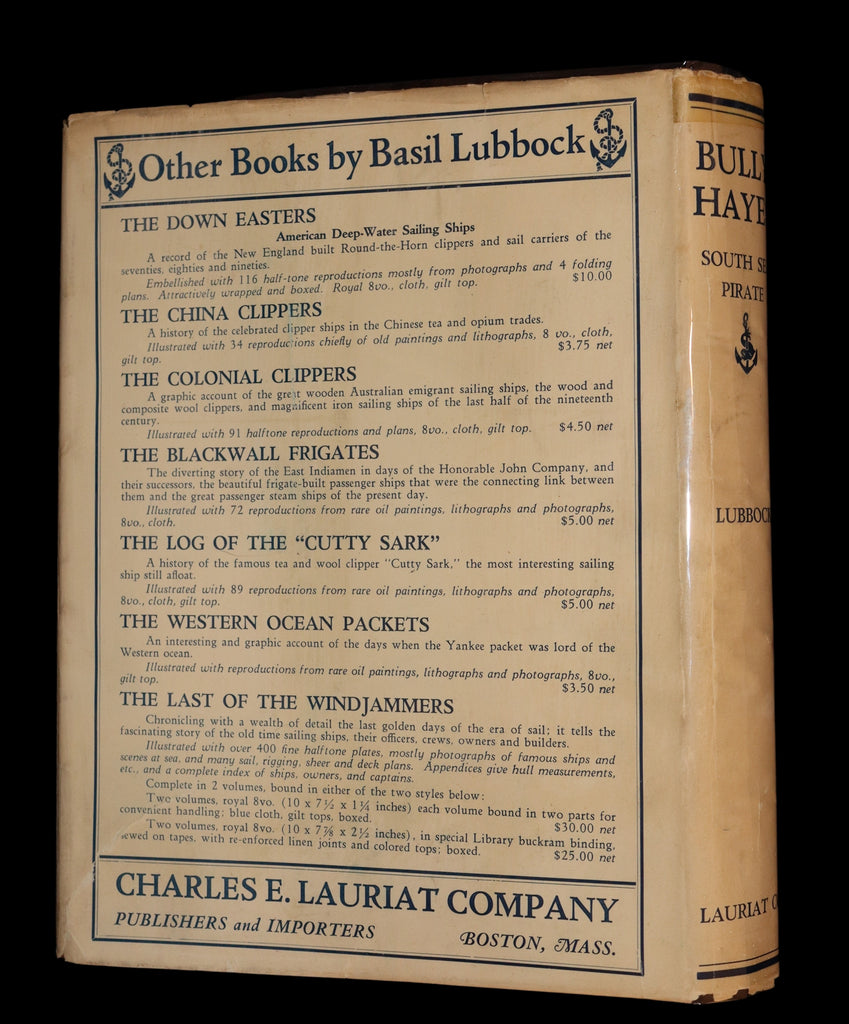 Other Books by Basil Lubbock
THE DOWN EASTERS
American Deep-Water Sailing Ships
A record of the New England built Round-the-Horn clippers and sail carriers of the
seventies, eighties and nineties.
Embellished with 116 half-tone reproductions mostly from photographs and 4 folding
plans. Attractively wrapped and boxed. Royal 8vo., cloth, gilt top. $10.00
THE CHINA CLIPPERS
A history of the celebrated clipper ships in the Chinese tea and opium trades.
Illustrated with 34 reproductions chiefly of old paintings and lithographs, 8 vo., cloth,
gilt top. $3.75 net
THE COLONIAL CLIPPERS
A graphic account of the great wooden Australian emigrant sailing ships, the wood and
composite wool clippers, and magnificent iron sailing ships of the last half of the nineteenth
century.
Illustrated with 91 halftone reproductions and plans, 8vo., cloth, gilt top. $4.50 net
THE BLACKWALL FRIGATES
The diverting story of the East Indiamen in days of the Honorable John Company, and
their successors, the beautiful frigate-built passenger ships that were the connecting link between
them and the great passenger steam ships of the present day.
Illustrated with 72 reproductions from rare oil paintings, lithographs and photographs,
8vo., cloth. $5.00 net
THE LOG OF THE “CUTTY SARK”
A history of the famous tea and wool clipper "Cutty Sark," the most interesting sailing
ship still afloat.
Illustrated with 89 reproductions from rare oil paintings, lithographs and photographs,
8vo., cloth, gilt top. $5.00 net
THE WESTERN OCEAN PACKETS
An interesting and graphic account of the days when the Yankee packet was lord of the
Western ocean.
Illustrated with reproductions from rare oil paintings, lithographs and photographs, 8vo.,
gilt top. $3.50 net
THE LAST OF THE WINDJAMMERS
Chronicling with a wealth of detail the last golden days of the era of sail; it tells the
fascinating story of the old time sailing ships, their officers, crews, owners and builders.
Illustrated with over 400 fine halftone plates, mostly photographs of famous ships and
scenes at sea, and many sail, rigging, sheer and deck plans. Appendices give hull measurements,
etc., and a complete index of ships, owners, and captains.
Complete in 2 volumes, bound in either of the two styles below:
Two volumes, royal 8vo. (10 x 7½ x 1¼ inches) each volume bound in two parts for
convenient handling; blue cloth, gilt tops, boxed. $30.00 net
Two volumes, royal 8vo. (10 x 7⅞ x 2½ inches), in special Library buckram binding,
sewed on tapes, with re-enforced linen joints and colored tops; boxed. $25.00 net
CHARLES E. LAURIAT COMPANY
PUBLISHERS and IMPORTERS BOSTON, MASS.
BULLY
HAYE
SOUTH SE
PIRATE
LUBBOCK
LAURIAT C